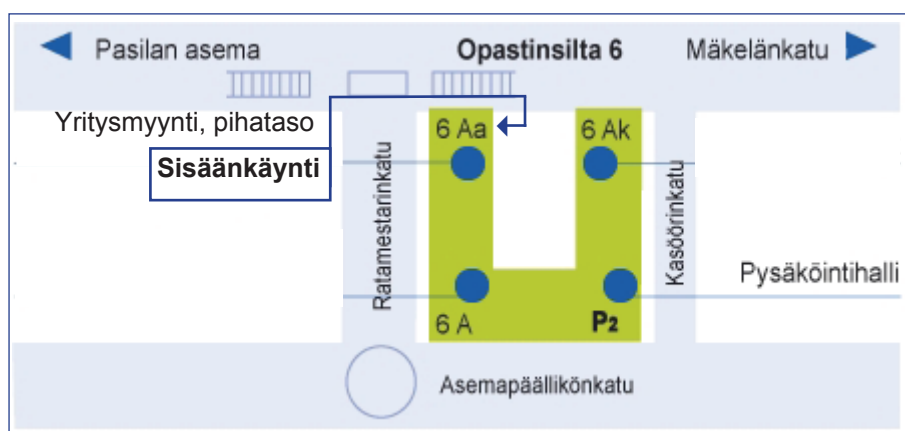 Pasilan asema
Opastinsilta 6
Mäkelänkatu
Yritysmyynti, pihataso
6 Aa
6 Ak
Sisäänkäynti
Ratamestarinkatu
Kasöörinkatu
Pysäköintihalli
6 A
P2
Asemapäällikönkatu